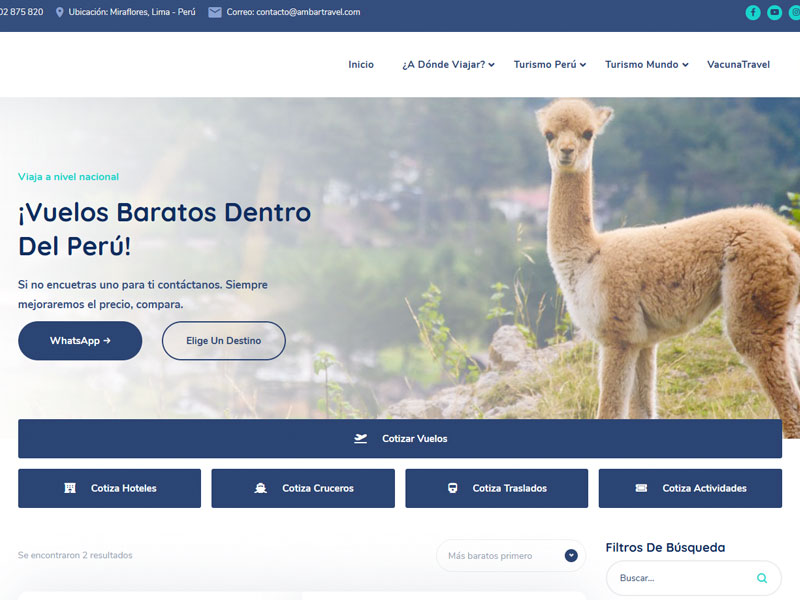 02 875 820
Ubicación: Miraflores, Lima - Perú
Correo: contacto@ambartravel.com
Inicio
¿A Dónde Viajar?
Turismo Perú
Turismo Mundo
VacunaTravel
Viaja a nivel nacional
¡Vuelos Baratos Dentro
Del Perú!
Si no encuetras uno para ti contáctanos. Siempre
mejoraremos el precio, compara.
WhatsApp →
Elige Un Destino
Cotizar Vuelos
Cotiza Hoteles
Cotiza Cruceros
Cotiza Traslados
Cotiza Actividades
Se encontraron 2 resultados
Más baratos primero
Filtros De Búsqueda
Buscar...